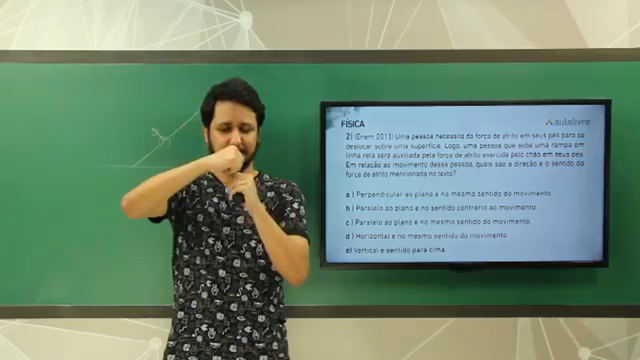 FÍSICA
aulalivre
2) (Enem 2013) Uma pessoa necessita da força de atrito em seus pés para se
deslocar sobre uma superfície. Logo, uma pessoa que sobe uma rampa em
linha reta será auxiliada pela força de atrito exercida pelo chão em seus pés.
Em relação ao movimento dessa pessoa, quais são a direção e o sentido da
força de atrito mencionada no texto?
a) Perpendicular ao plano e no mesmo sentido do movimento.
b) Paralelo ao plano e no sentido contrário ao movimento.
c) Paralelo ao plano e no mesmo sentido do movimento.
d) Horizontal e no mesmo sentido do movimento.
e) Vertical e sentido para cima.